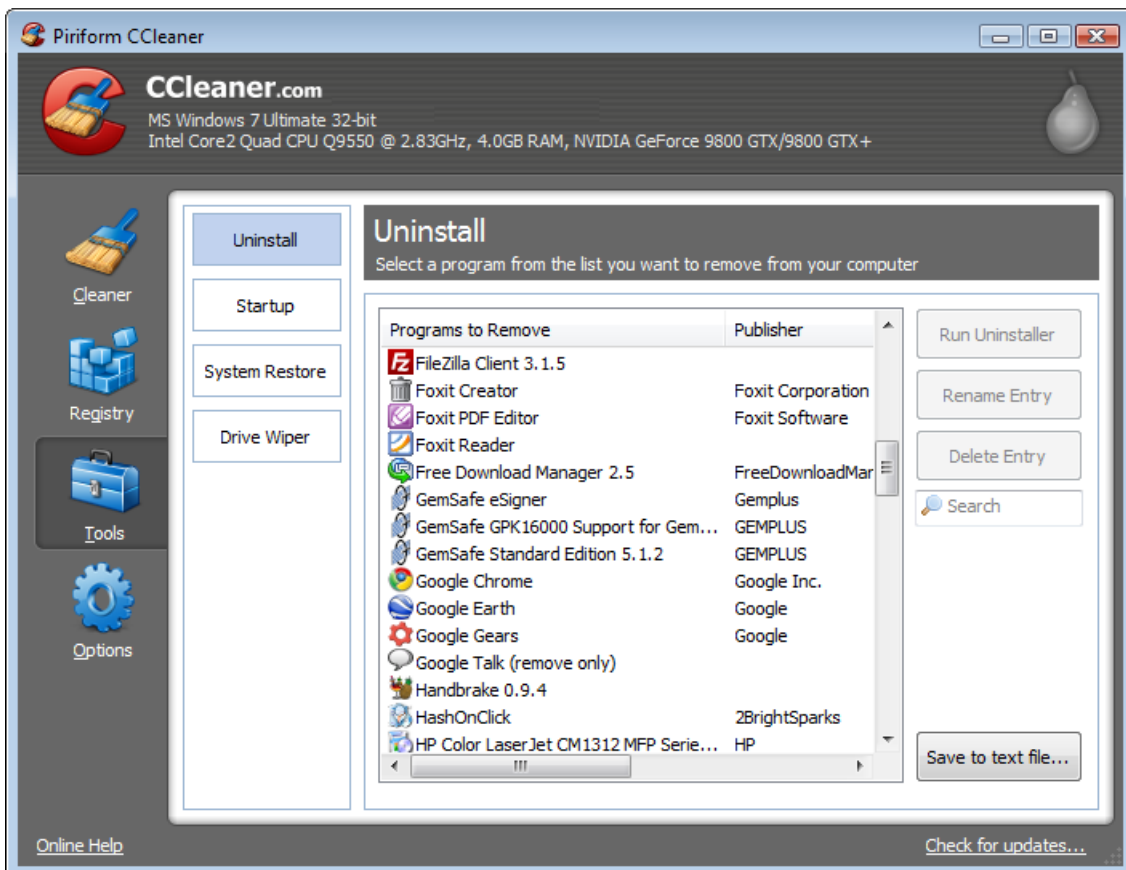 Piriform CCleaner
CCleaner.com
MS Windows 7 Ultimate 32-bit
Intel Core2 Quad CPU Q9550 @ 2.83GHz, 4.0GB RAM, NVIDIA GeForce 9800 GTX/9800 GTX+
Cleaner
Registry
Tools
Options
Uninstall
Startup
System Restore
Drive Wiper
Uninstall
Select a program from the list you want to remove from your computer
Programs to Remove Publisher
FileZilla Client 3.1.5
Foxit Creator Foxit Corporation
Foxit PDF Editor Foxit Software
Foxit Reader
Free Download Manager 2.5 FreeDownloadMar
GemSafe eSigner Gemplus
GemSafe GPK16000 Support for Gem... GEMPLUS
GemSafe Standard Edition 5.1.2 GEMPLUS
Google Chrome Google Inc.
Google Earth Google
Google Gears Google
Google Talk (remove only)
Handbrake 0.9.4
HashOnClick 2BrightSparks
HP Color LaserJet CM1312 MFP Serie... HP
Run Uninstaller
Rename Entry
Delete Entry
Search
Save to text file...
Online Help
Check for updates...